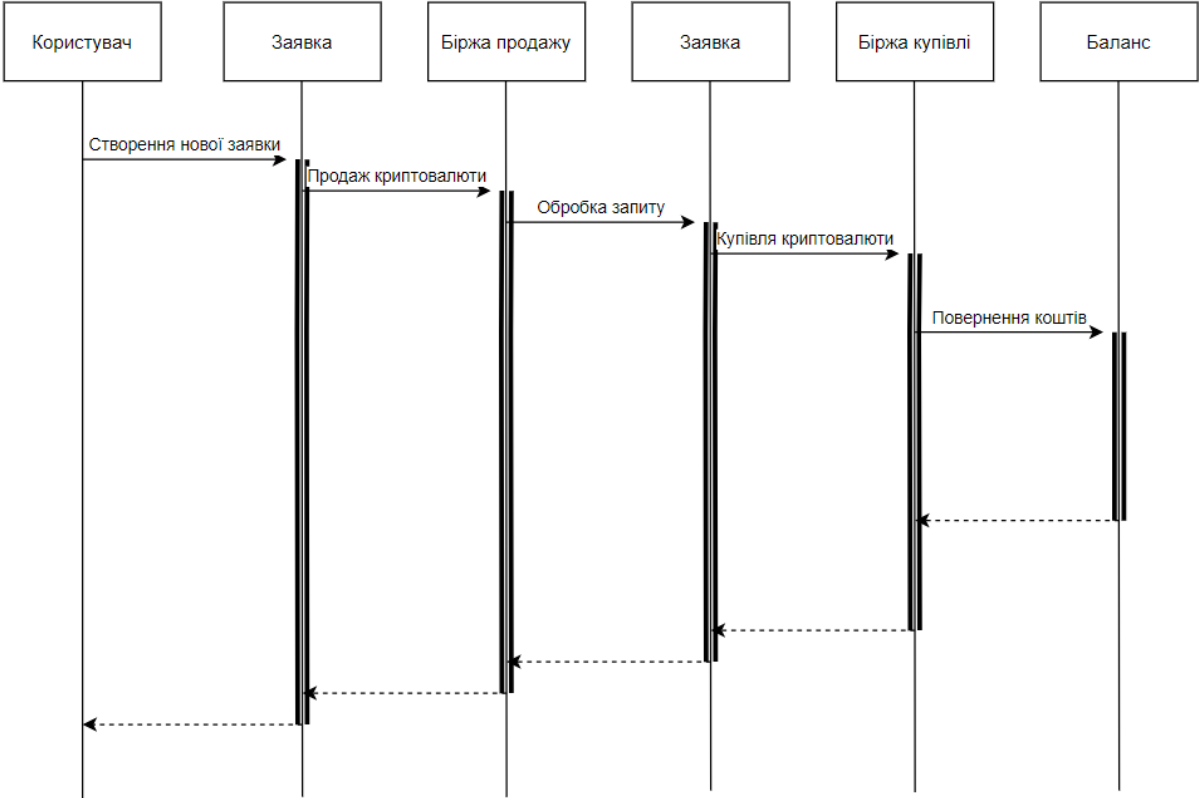 Користувач
Заявка
Біржа продажу
Заявка
Біржа купівлі
Баланс
Створення нової заявки
Продаж криптовалюти
Обробка запиту
Купівля криптовалюти
Повернення коштів